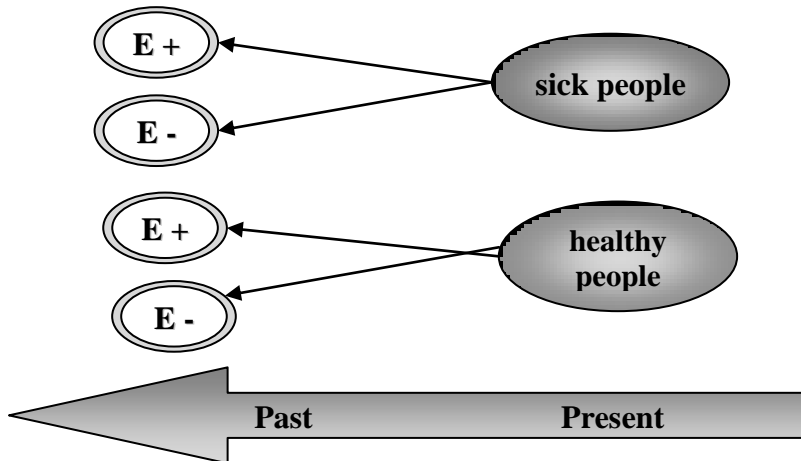 E +
sick people
E -
E +
healthy
people
E -
Past Present